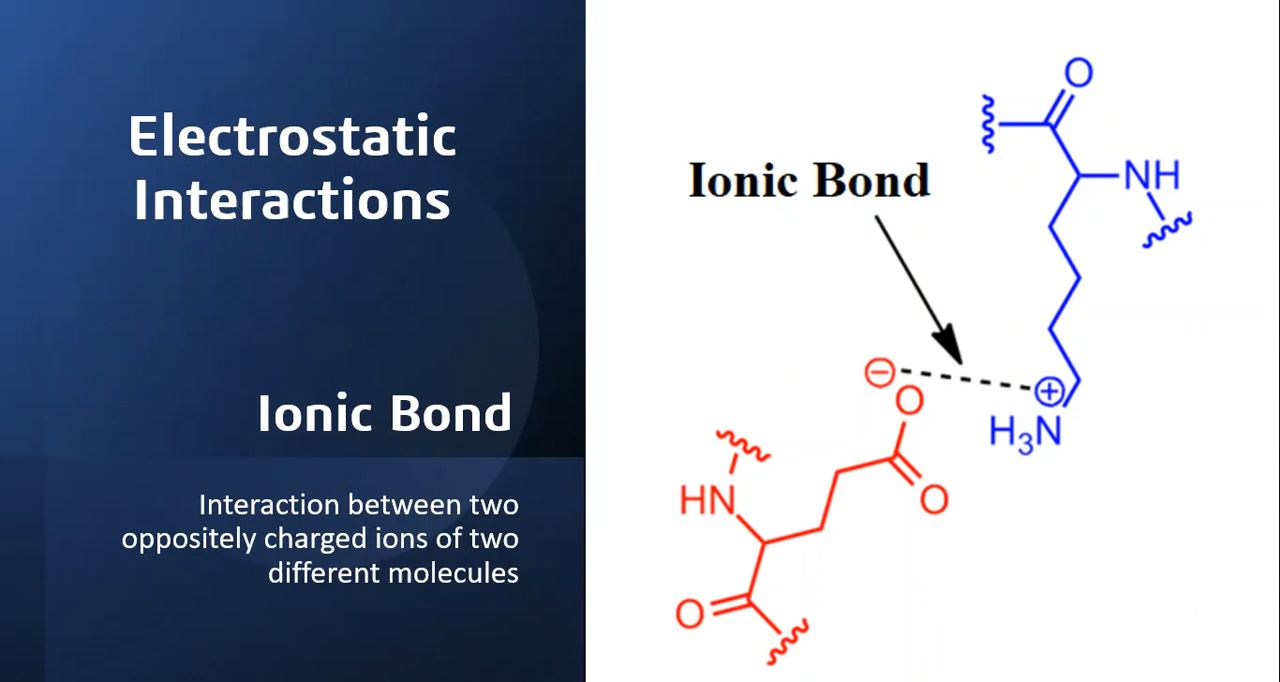 Electrostatic
Interactions
Ionic Bond
Interaction between two
oppositely charged ions of two
different molecules
Ionic Bond
O
NH
⊖
⊕
O
H₃N
HN
O
O